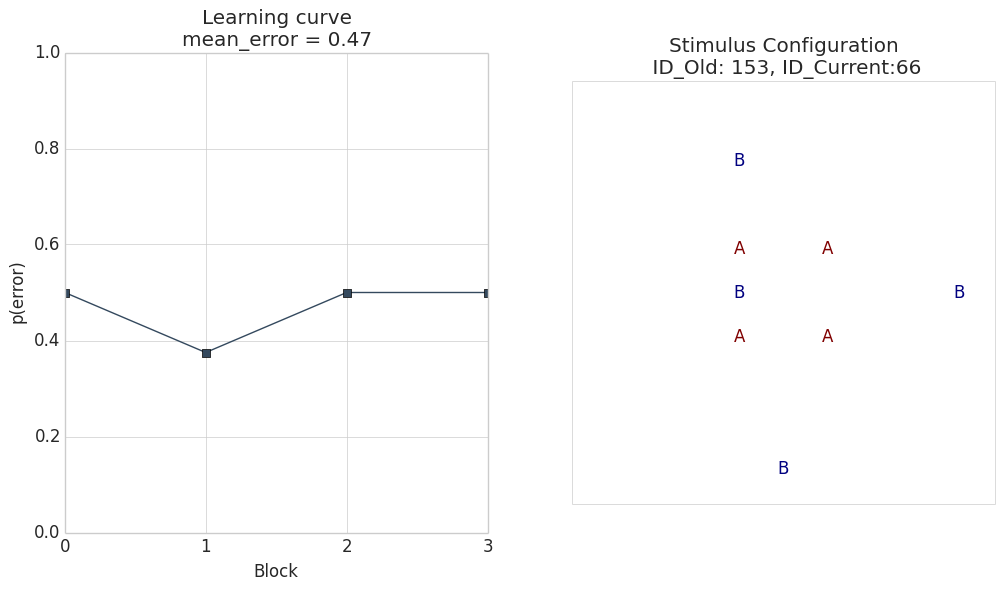 Learning curve
mean_error = 0.47
1.0
0.8
0.6
0.4
0.2
0.0
p(error)
0 1 2 3
Block
Stimulus Configuration
ID_Old: 153, ID_Current:66
B
A A
B B
A A
B